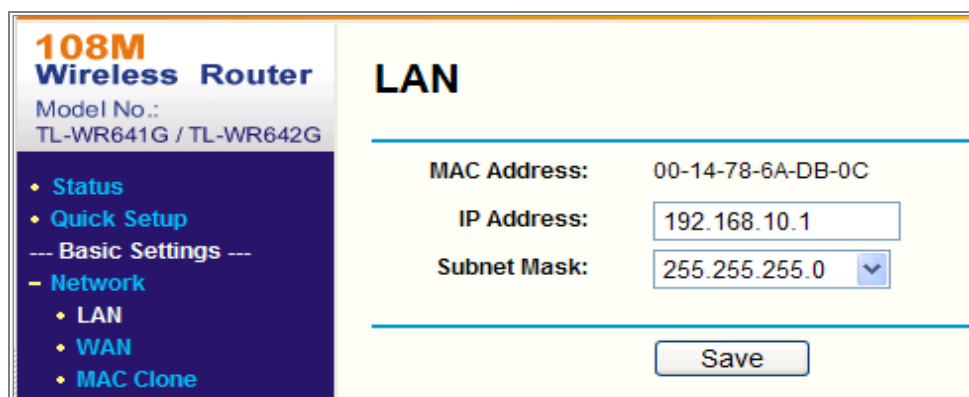 108M
Wireless Router
Model No.:
TL-WR641G / TL-WR642G
• Status
• Quick Setup
--- Basic Settings ---
– Network
• LAN
• WAN
• MAC Clone
LAN
MAC Address: 00-14-78-6A-DB-0C
IP Address: 192.168.10.1
Subnet Mask: 255.255.255.0
Save